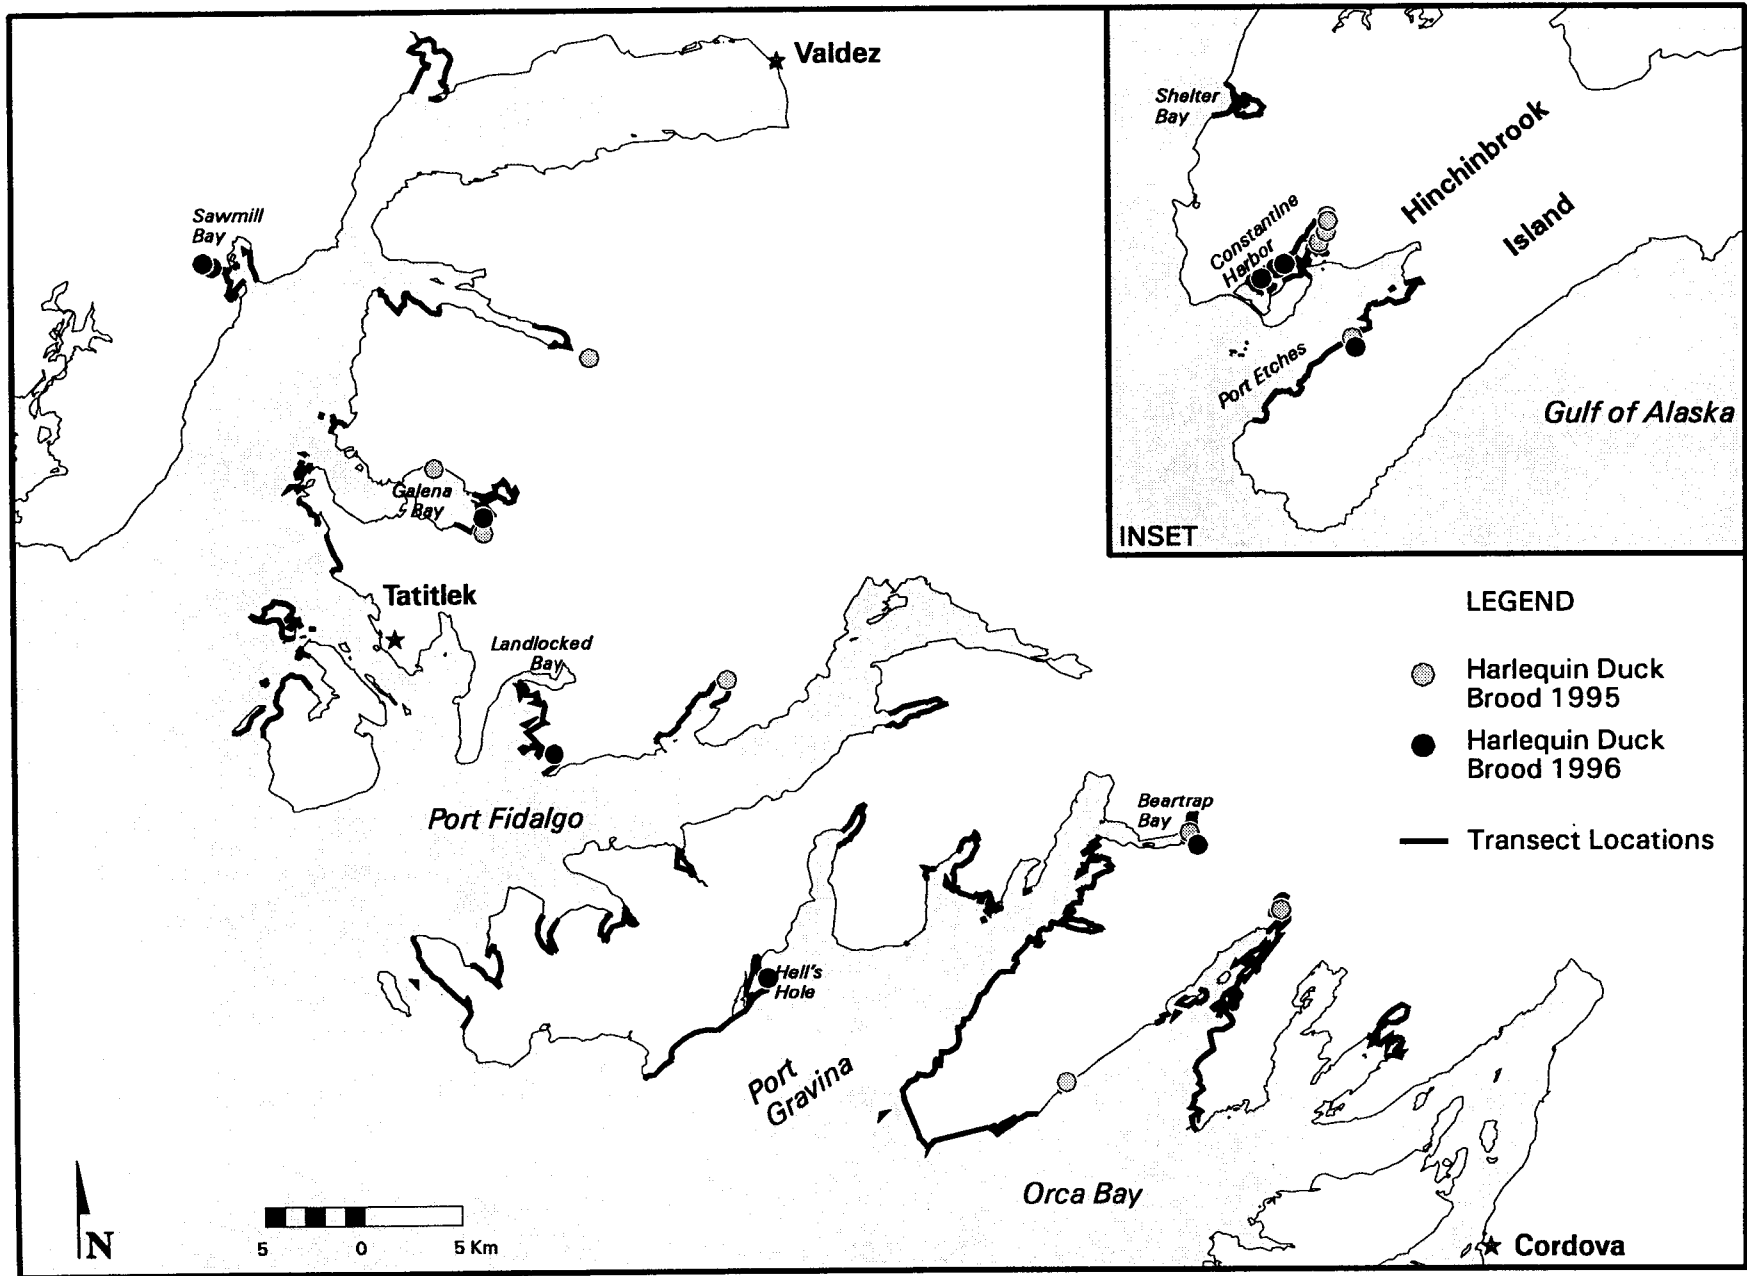 Valdez
Shelter
Bay
Hinchinbrook
Island
Sawmill
Bay
Constantine
Harbor
Port Etches
Gulf of Alaska
Galena
Bay
INSET
Tatitlek
Landlocked
Bay
LEGEND
Harlequin Duck
Brood 1995
Harlequin Duck
Brood 1996
Transect Locations
Port Fidalgo
Beartrap
Bay
Hell's
Hole
Port
Gravina
Orca Bay
N
5 0 5 Km
Cordova